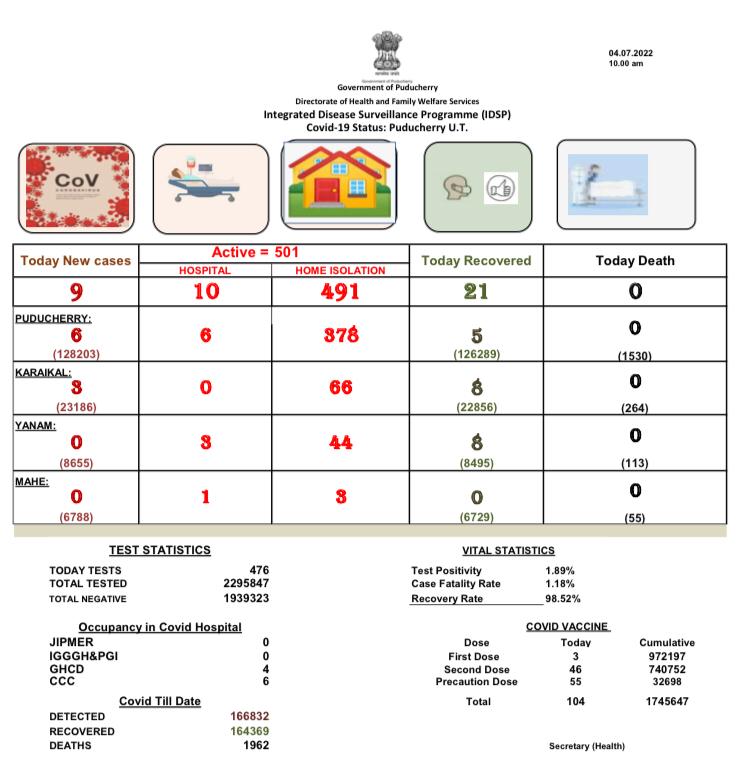 04.07.2022
10.00 am
सत्यमेव जयते
Government of Puducherry
Government of Puducherry
Directorate of Health and Family Welfare Services
Integrated Disease Surveillance Programme (IDSP)
Covid-19 Status: Puducherry U.T.
CoV
CORONAVIRUS
Today New cases
Active = 501
HOSPITAL HOME ISOLATION
Today Recovered
Today Death
9 10 491 21 0
PUDUCHERRY:
6 6 378 5 0
(128203) (126289) (1530)
KARAIKAL:
3 0 66 8 0
(23186) (22856) (264)
YANAM:
0 3 44 8 0
(8655) (8495) (113)
MAHE:
0 1 3 0 0
(6788) (6729) (55)
TEST STATISTICS
TODAY TESTS 476
TOTAL TESTED 2295847
TOTAL NEGATIVE 1939323
VITAL STATISTICS
Test Positivity 1.89%
Case Fatality Rate 1.18%
Recovery Rate 98.52%
Occupancy in Covid Hospital
JIPMER 0
IGGGH&PGI 0
GHCD 4
CCC 6
COVID VACCINE
Dose Today Cumulative
First Dose 3 972197
Second Dose 46 740752
Precaution Dose 55 32698
Total 104 1745647
Covid Till Date
DETECTED 166832
RECOVERED 164369
DEATHS 1962
Secretary (Health)